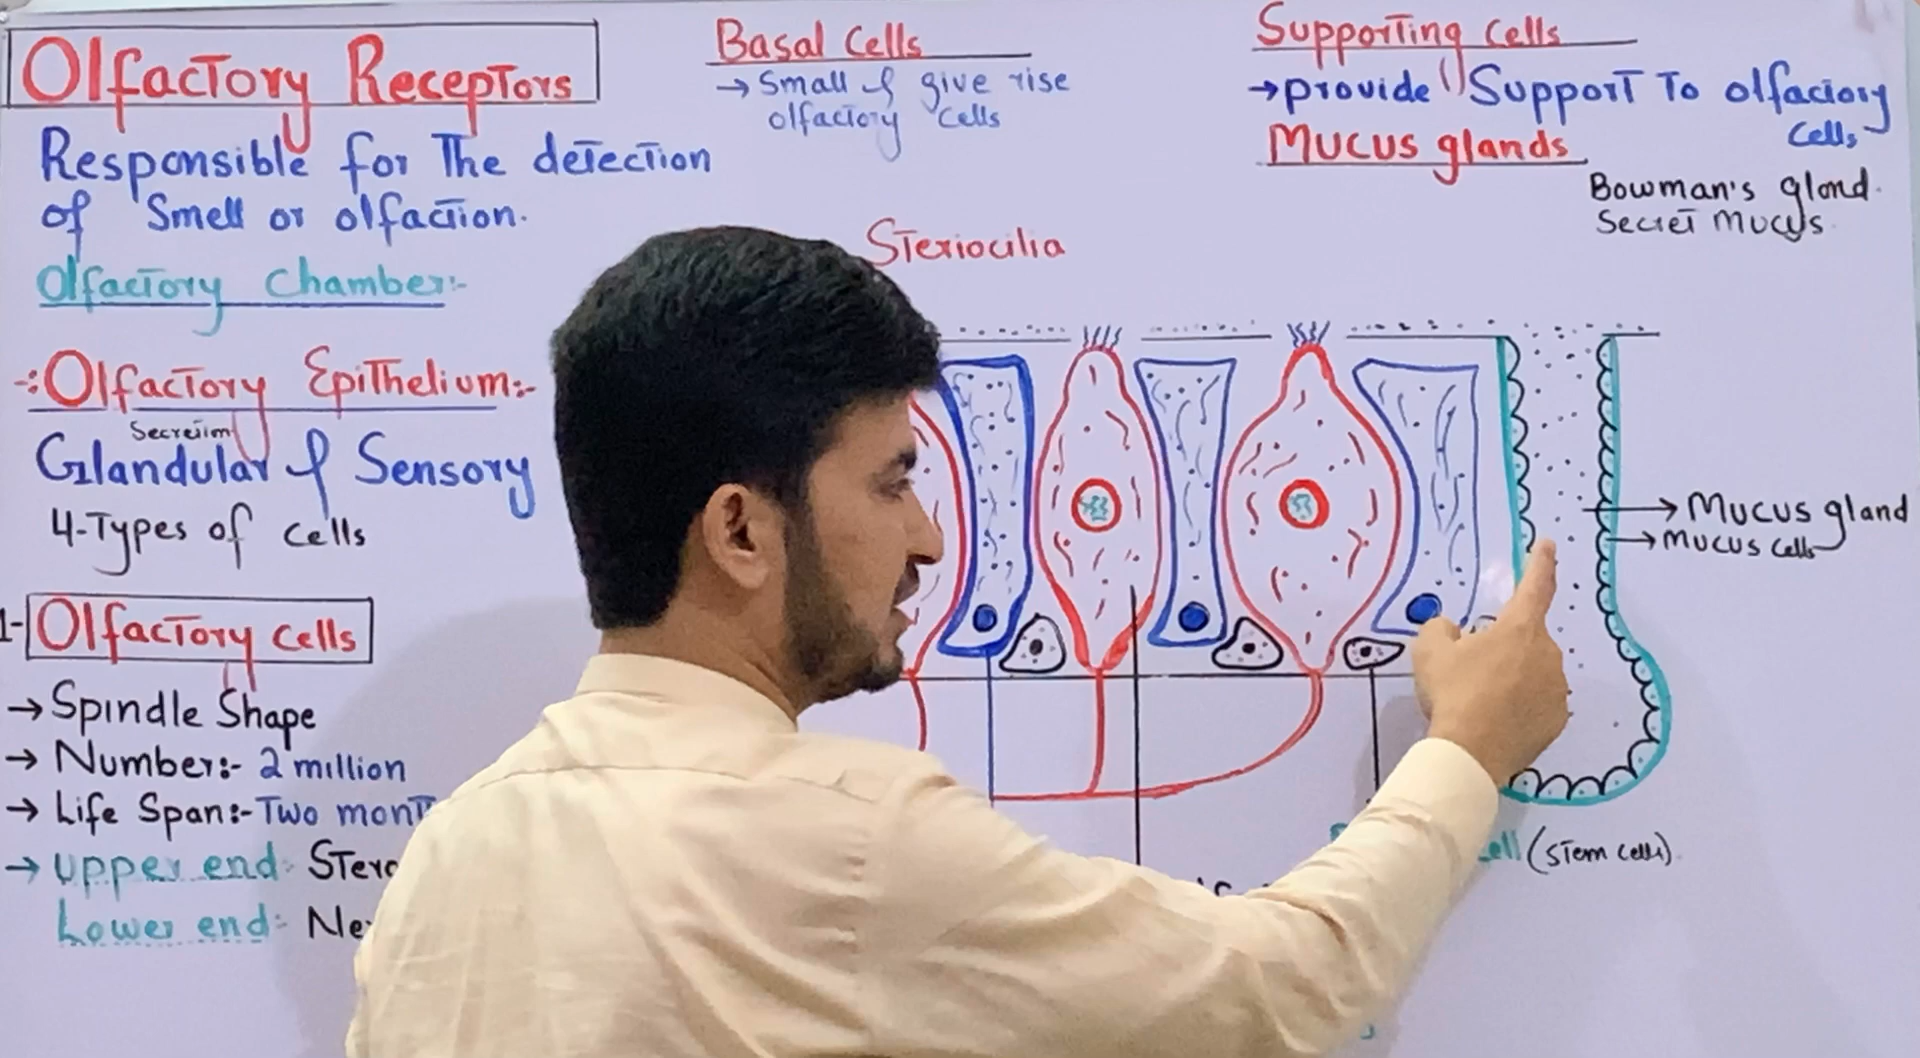 Olfactory Receptors
Responsible for The detection
of Smell or olfaction.
Olfactory Chamber:-
-:Olfactory Epithelium:-
Secretion
Glandular & Sensory
4-Types of cells
1- Olfactory cells
→ Spindle Shape
→ Number:- 2 million
→ Life Span:- Two
→ upper end:
Lower end:-
Basal Cells
→ Small & give rise
olfactory cells
Supporting cells
→ provide Support To olfactory
cells
Mucus glands
Bowman's gland.
Secret Mucus.
Steriocilia
→ Mucus gland
→ Mucus cells
(Stem cells).